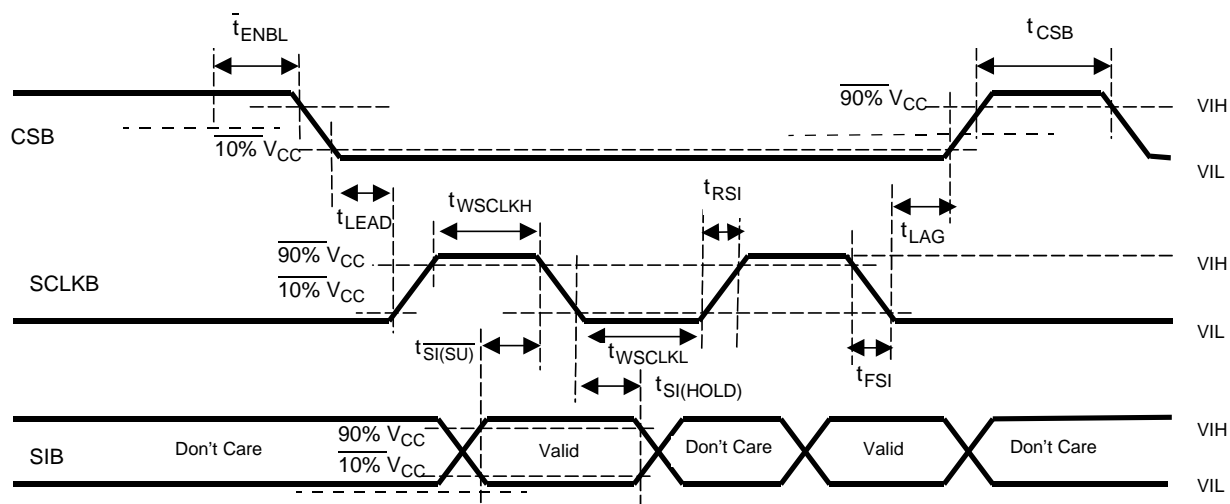 t̄ENBL
tCSB
90% VCC
VIH
CSB
10% VCC
VIL
tLEAD
tWSCLKH
tRSI
tLAG
90% VCC
VIH
SCLKB
10% VCC
VIL
tSI(SU)
tWSCLKL
tFSI
tSI(HOLD)
VIH
Don't Care
90% VCC
Valid
Don't Care
Valid
Don't Care
SIB
10% VCC
VIL